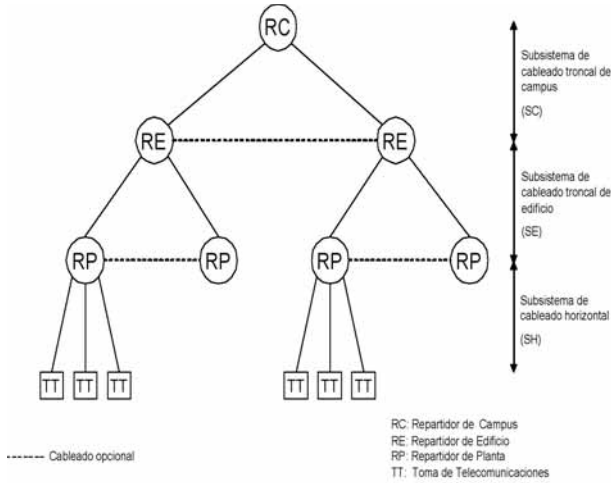 RC
Subsistema de
cableado troncal de
campus
(SC)
RE
RE
Subsistema de
cableado troncal de
edificio
(SE)
RP
RP
RP
RP
Subsistema de
cableado horizontal
(SH)
TT
TT
TT
TT
TT
TT
RC: Repartidor de Campus
RE: Repartidor de Edificio
RP: Repartidor de Planta
TT: Toma de Telecomunicaciones
Cableado opcional